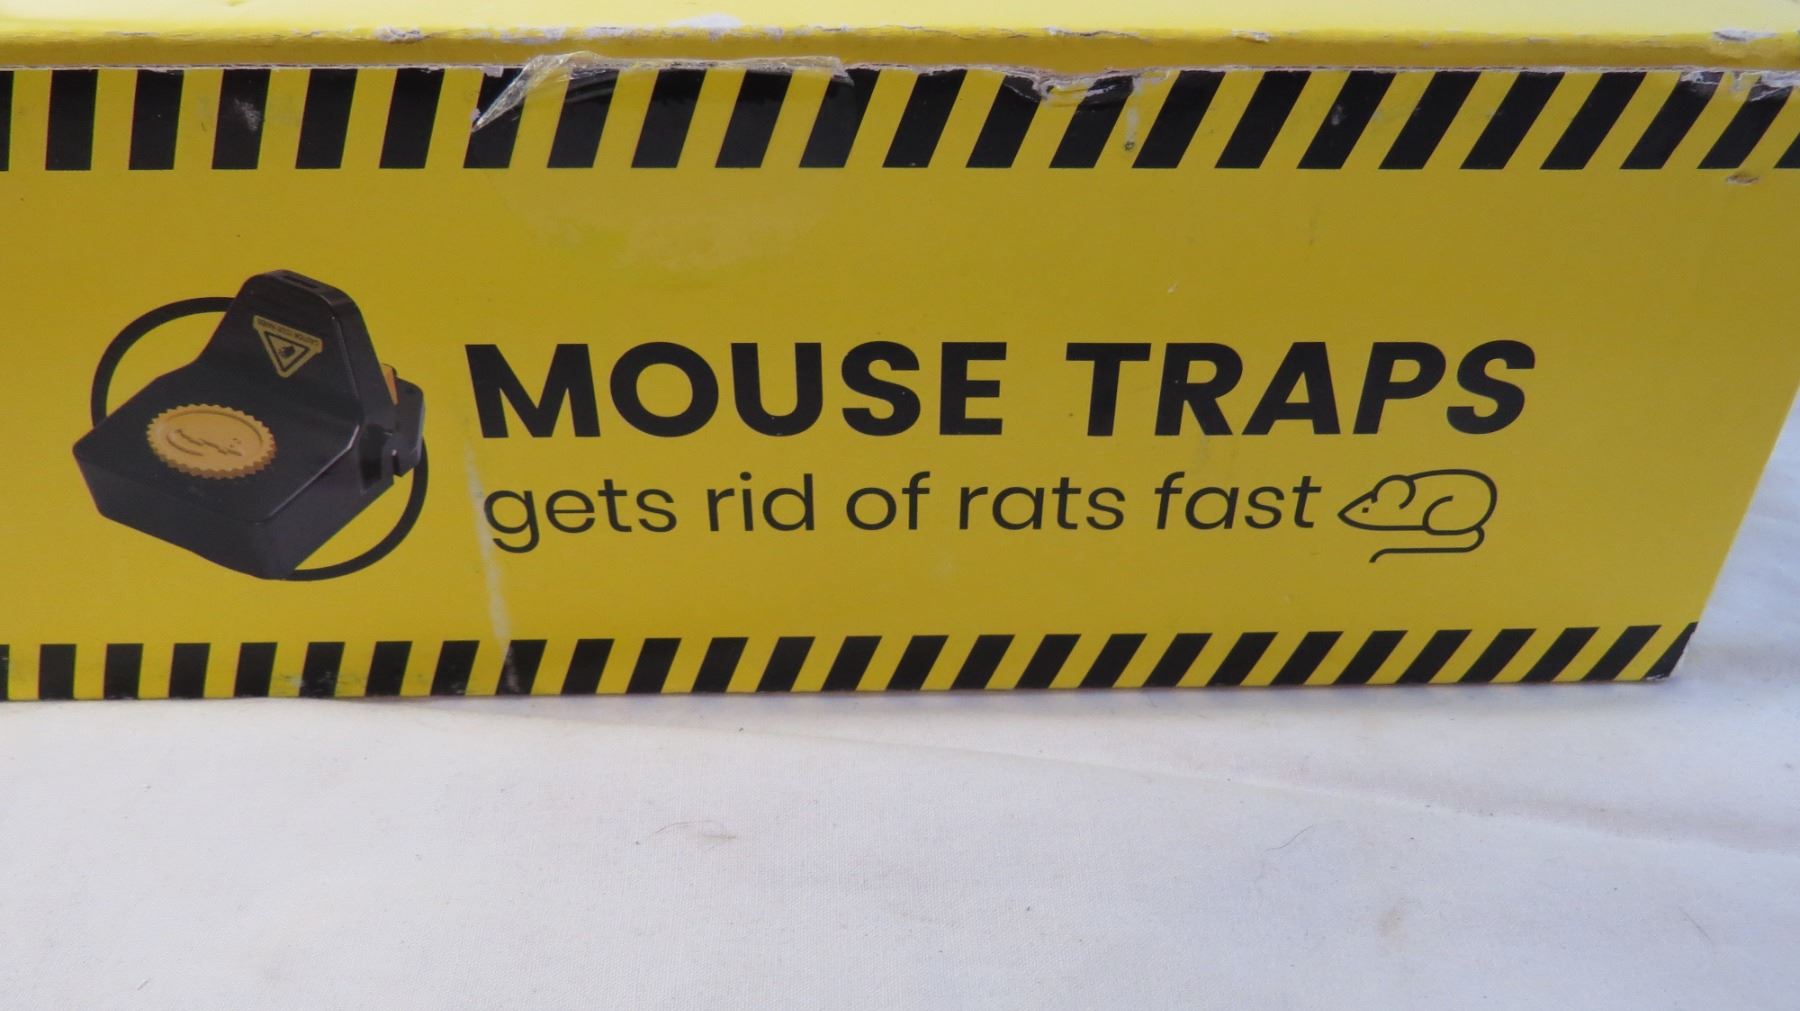 MOUSE TRAPS
gets rid of rats fast